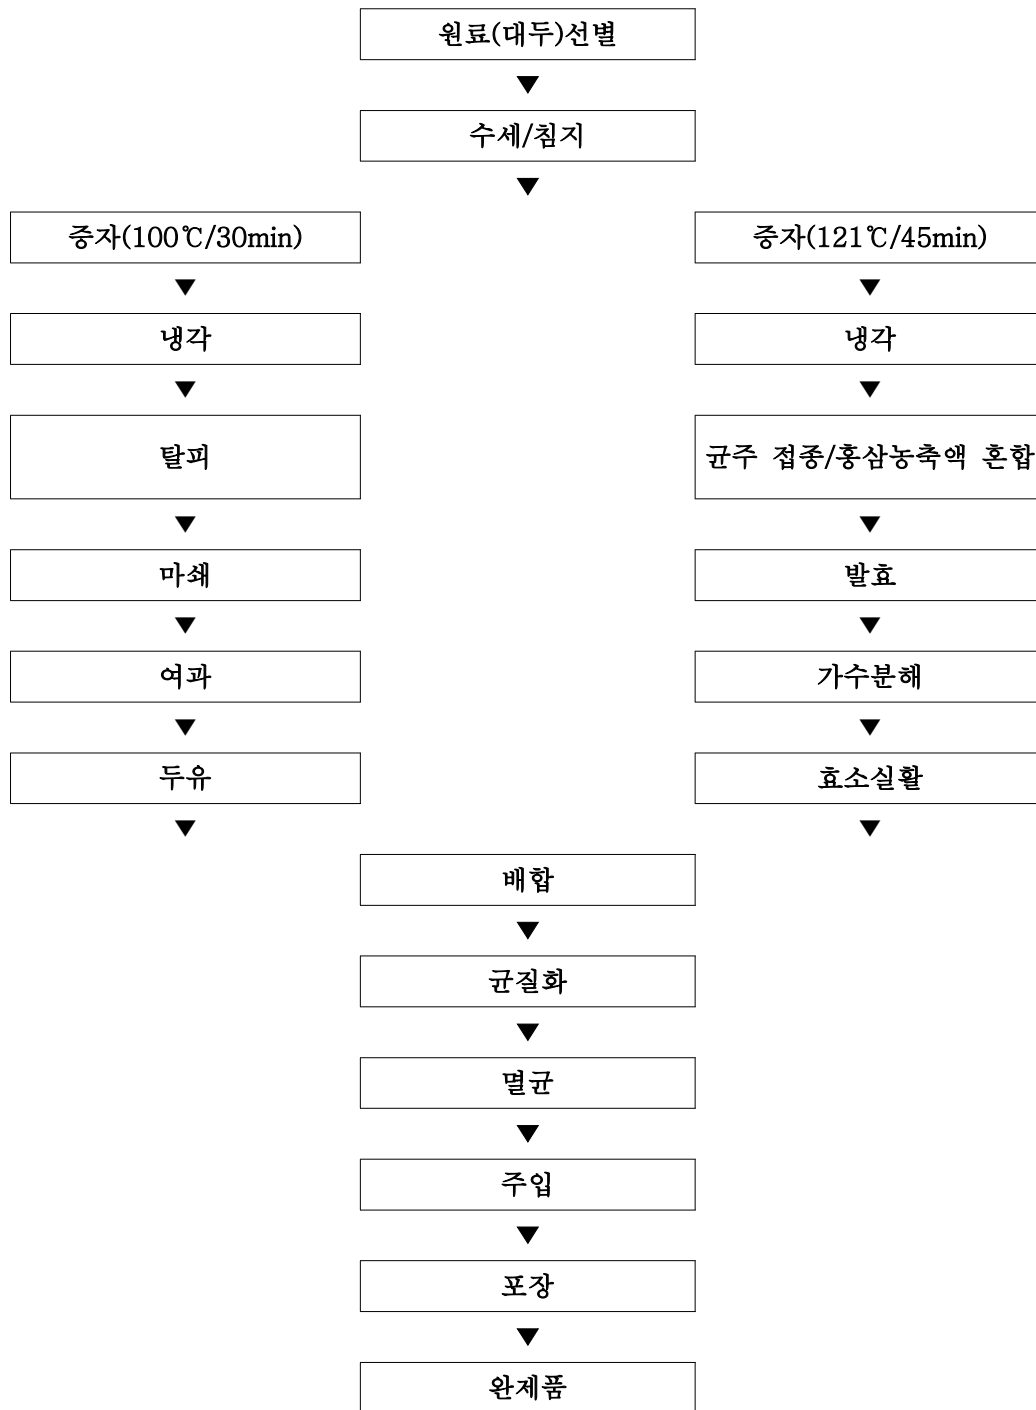 원료(대두)선별
▼
수세/침지
▼
증자(100℃/30min) 증자(121℃/45min)
▼ ▼
냉각 냉각
▼ ▼
탈피 균주 접종/홍삼농축액 혼합
▼ ▼
마쇄 발효
▼ ▼
여과 가수분해
▼ ▼
두유 효소실활
▼ ▼
배합
▼
균질화
▼
멸균
▼
주입
▼
포장
▼
완제품